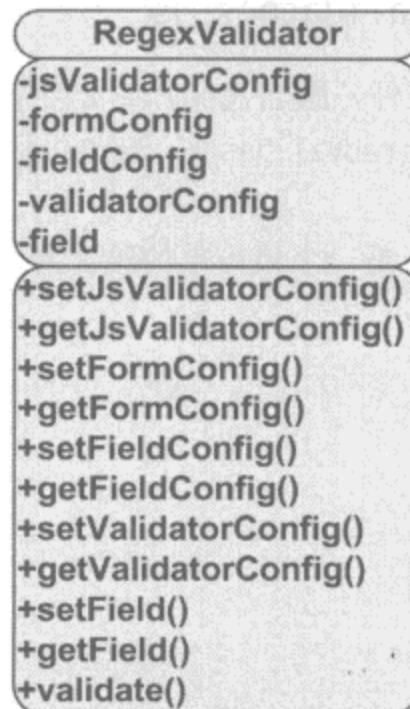 RegexValidator
-jsValidatorConfig
-formConfig
-fieldConfig
-validatorConfig
-field
+setJsValidatorConfig()
+getJsValidatorConfig()
+setFormConfig()
+getFormConfig()
+setFieldConfig()
+getFieldConfig()
+setValidatorConfig()
+getValidatorConfig()
+setField()
+getField()
+validate()